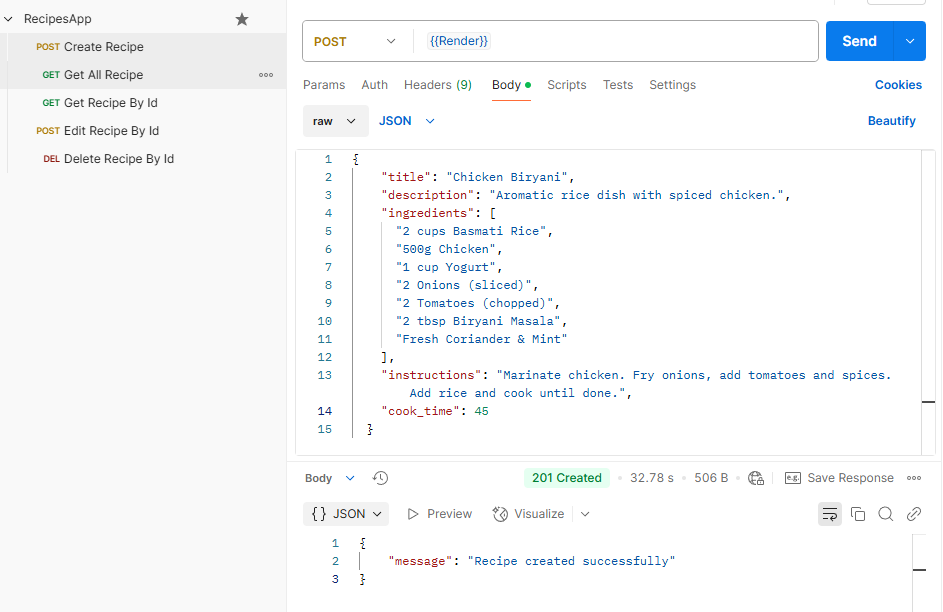 RecipesApp
POST Create Recipe
GET Get All Recipe
GET Get Recipe By Id
POST Edit Recipe By Id
DEL Delete Recipe By Id
POST {{Render}} Send
Params Auth Headers (9) Body Scripts Tests Settings Cookies
raw JSON Beautify
1 {
2 "title": "Chicken Biryani",
3 "description": "Aromatic rice dish with spiced chicken.",
4 "ingredients": [
5 "2 cups Basmati Rice",
6 "500g Chicken",
7 "1 cup Yogurt",
8 "2 Onions (sliced)",
9 "2 Tomatoes (chopped)",
10 "2 tbsp Biryani Masala",
11 "Fresh Coriander & Mint"
12 ],
13 "instructions": "Marinate chicken. Fry onions, add tomatoes and spices.
Add rice and cook until done.",
14 "cook_time": 45
15 }
Body 201 Created 32.78 s 506 B e.g. Save Response
{} JSON Preview Visualize
1 {
2 "message": "Recipe created successfully"
3 }